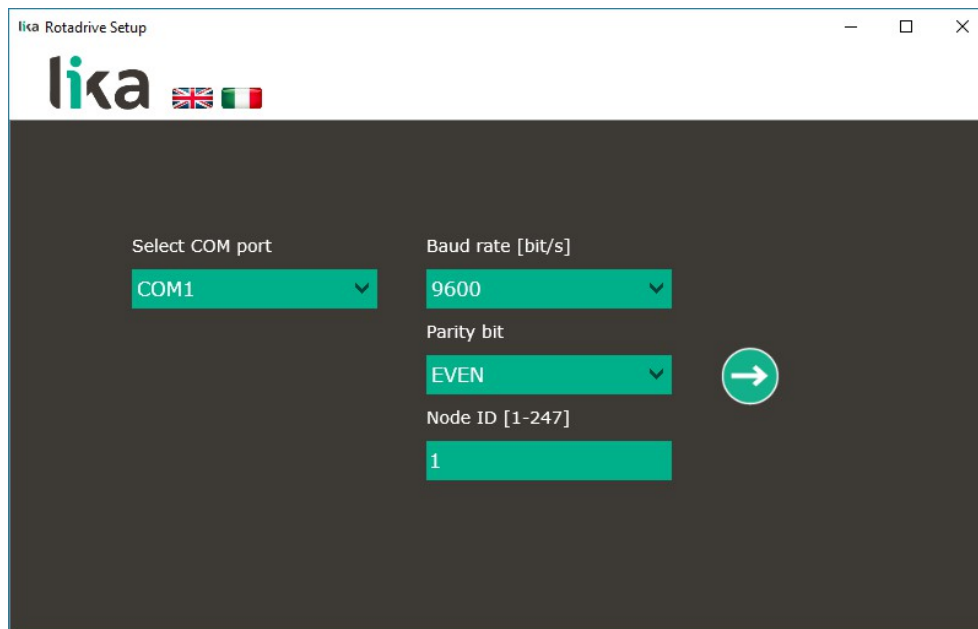 lika Rotadrive Setup
lika
Select COM port
COM1
Baud rate [bit/s]
9600
Parity bit
EVEN
Node ID [1-247]
1